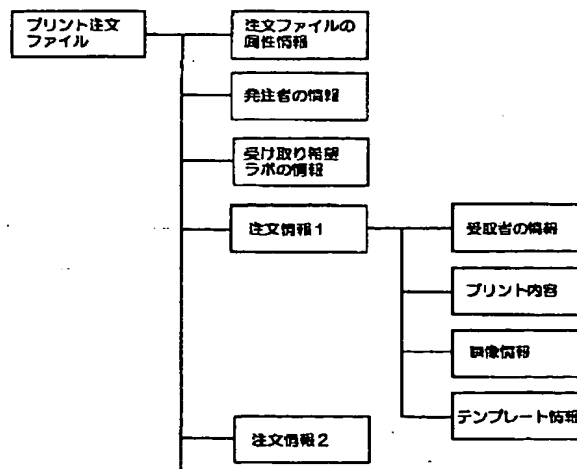 プリント注文
ファイル
注文ファイルの
属性情報
発注者の情報
受け取り希望
ラボの情報
注文情報1
受取者の情報
プリント内容
映像情報
テンプレート情報
注文情報2